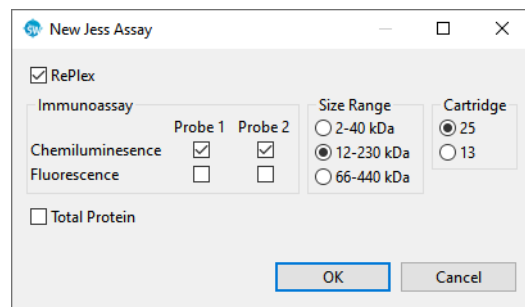 New Jess Assay
RePlex
Immunoassay
Probe 1 Probe 2
Chemiluminesence
Fluorescence
Size Range
2-40 kDa
12-230 kDa
66-440 kDa
Cartridge
25
13
Total Protein
OK Cancel